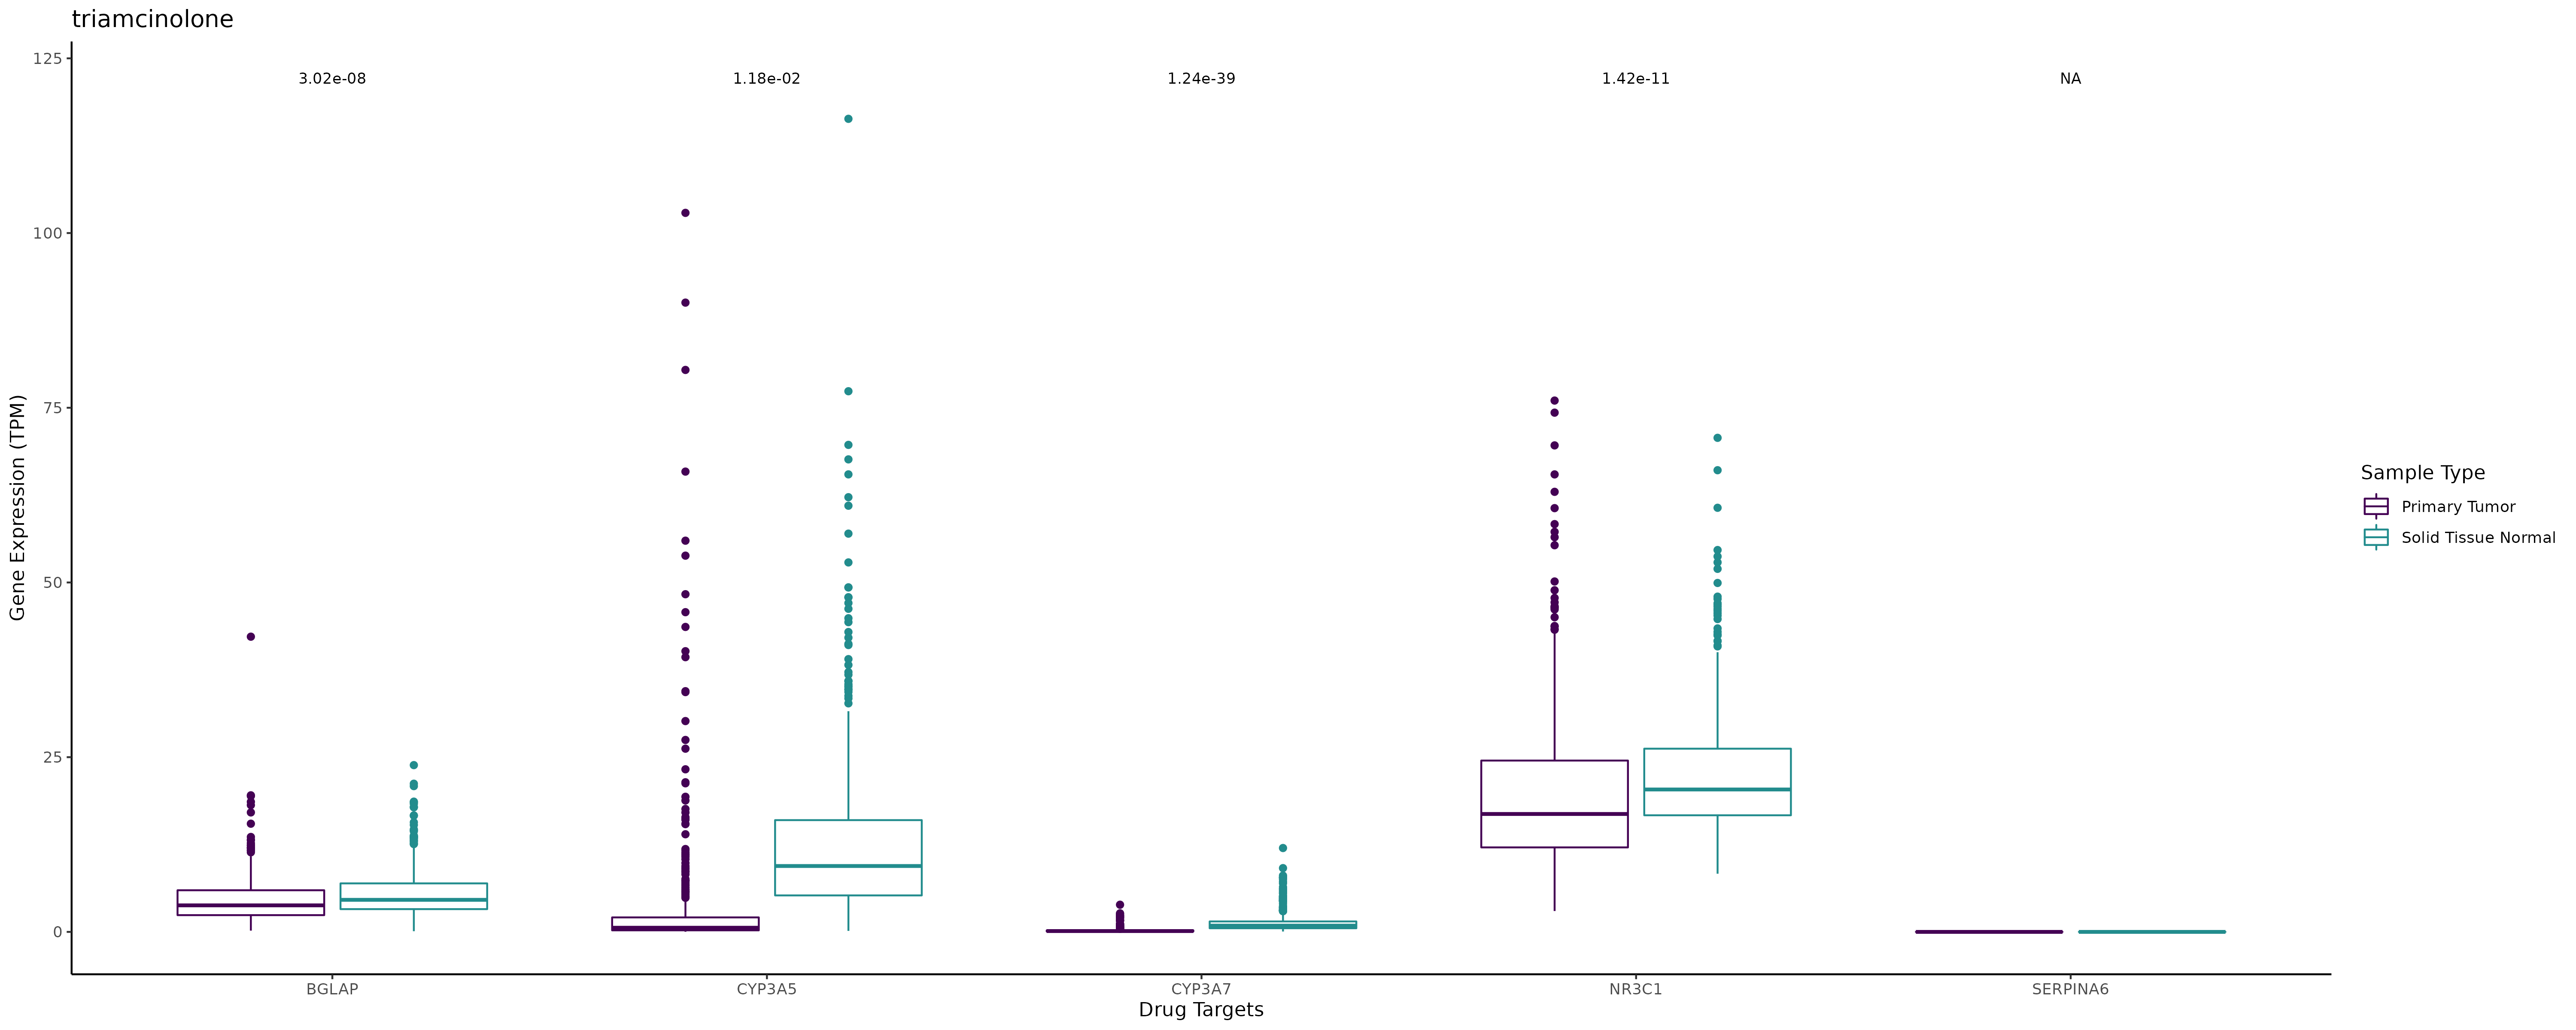 triamcinolone
125
100
75
50
25
0
Gene Expression (TPM)
3.02e-08
1.18e-02
1.24e-39
1.42e-11
NA
BGLAP
CYP3A5
CYP3A7
NR3C1
SERPINA6
Drug Targets
Sample Type
Primary Tumor
Solid Tissue Normal